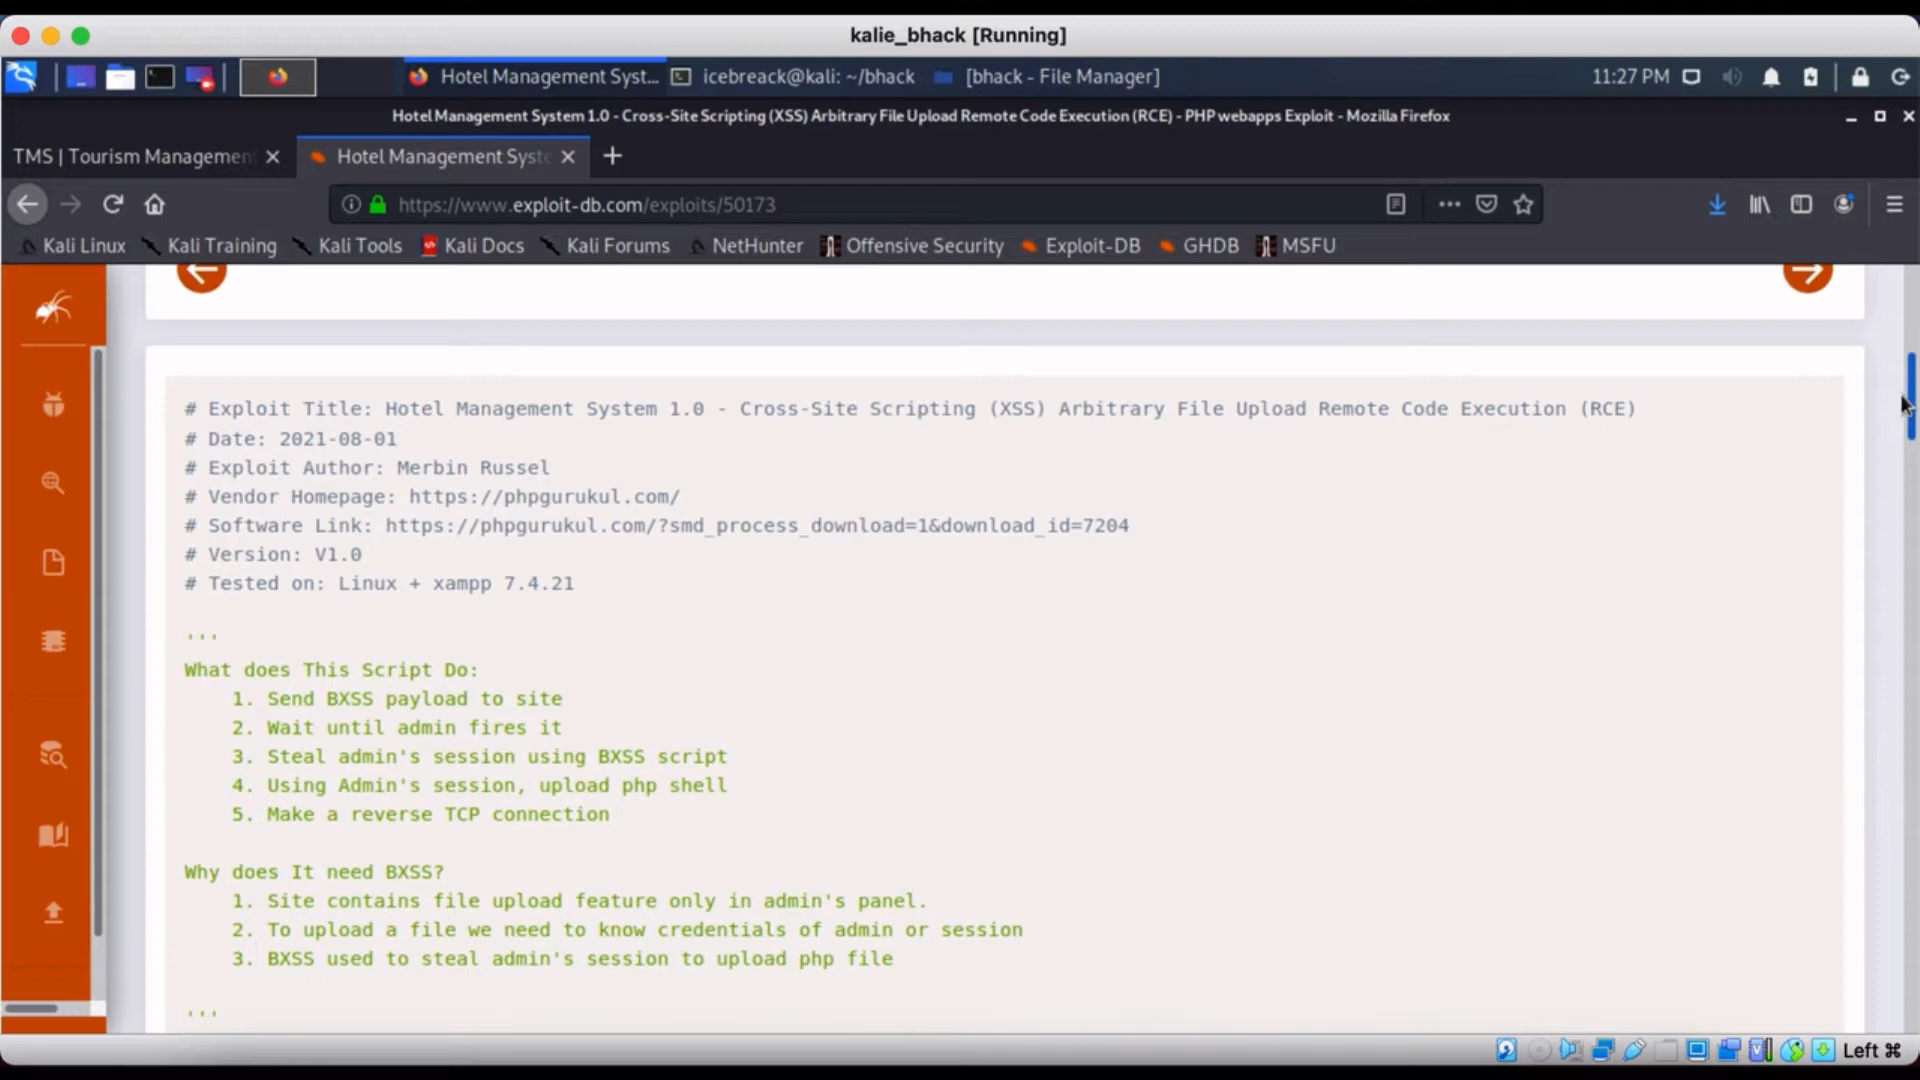 kalie_bhack [Running]
Hotel Management Syst... icebreack@kali: ~/bhack [bhack - File Manager] 11:27 PM
Hotel Management System 1.0 - Cross-Site Scripting (XSS) Arbitrary File Upload Remote Code Execution (RCE) - PHP webapps Exploit - Mozilla Firefox
TMS | Tourism Management Hotel Management Syste
https://www.exploit-db.com/exploits/50173
Kali Linux Kali Training Kali Tools Kali Docs Kali Forums NetHunter Offensive Security Exploit-DB GHDB MSFU
# Exploit Title: Hotel Management System 1.0 - Cross-Site Scripting (XSS) Arbitrary File Upload Remote Code Execution (RCE)
# Date: 2021-08-01
# Exploit Author: Merbin Russel
# Vendor Homepage: https://phpgurukul.com/
# Software Link: https://phpgurukul.com/?smd_process_download=1&download_id=7204
# Version: V1.0
# Tested on: Linux + xampp 7.4.21
'''
What does This Script Do:
1. Send BXSS payload to site
2. Wait until admin fires it
3. Steal admin's session using BXSS script
4. Using Admin's session, upload php shell
5. Make a reverse TCP connection
Why does It need BXSS?
1. Site contains file upload feature only in admin's panel.
2. To upload a file we need to know credentials of admin or session
3. BXSS used to steal admin's session to upload php file
'''
Left ⌘